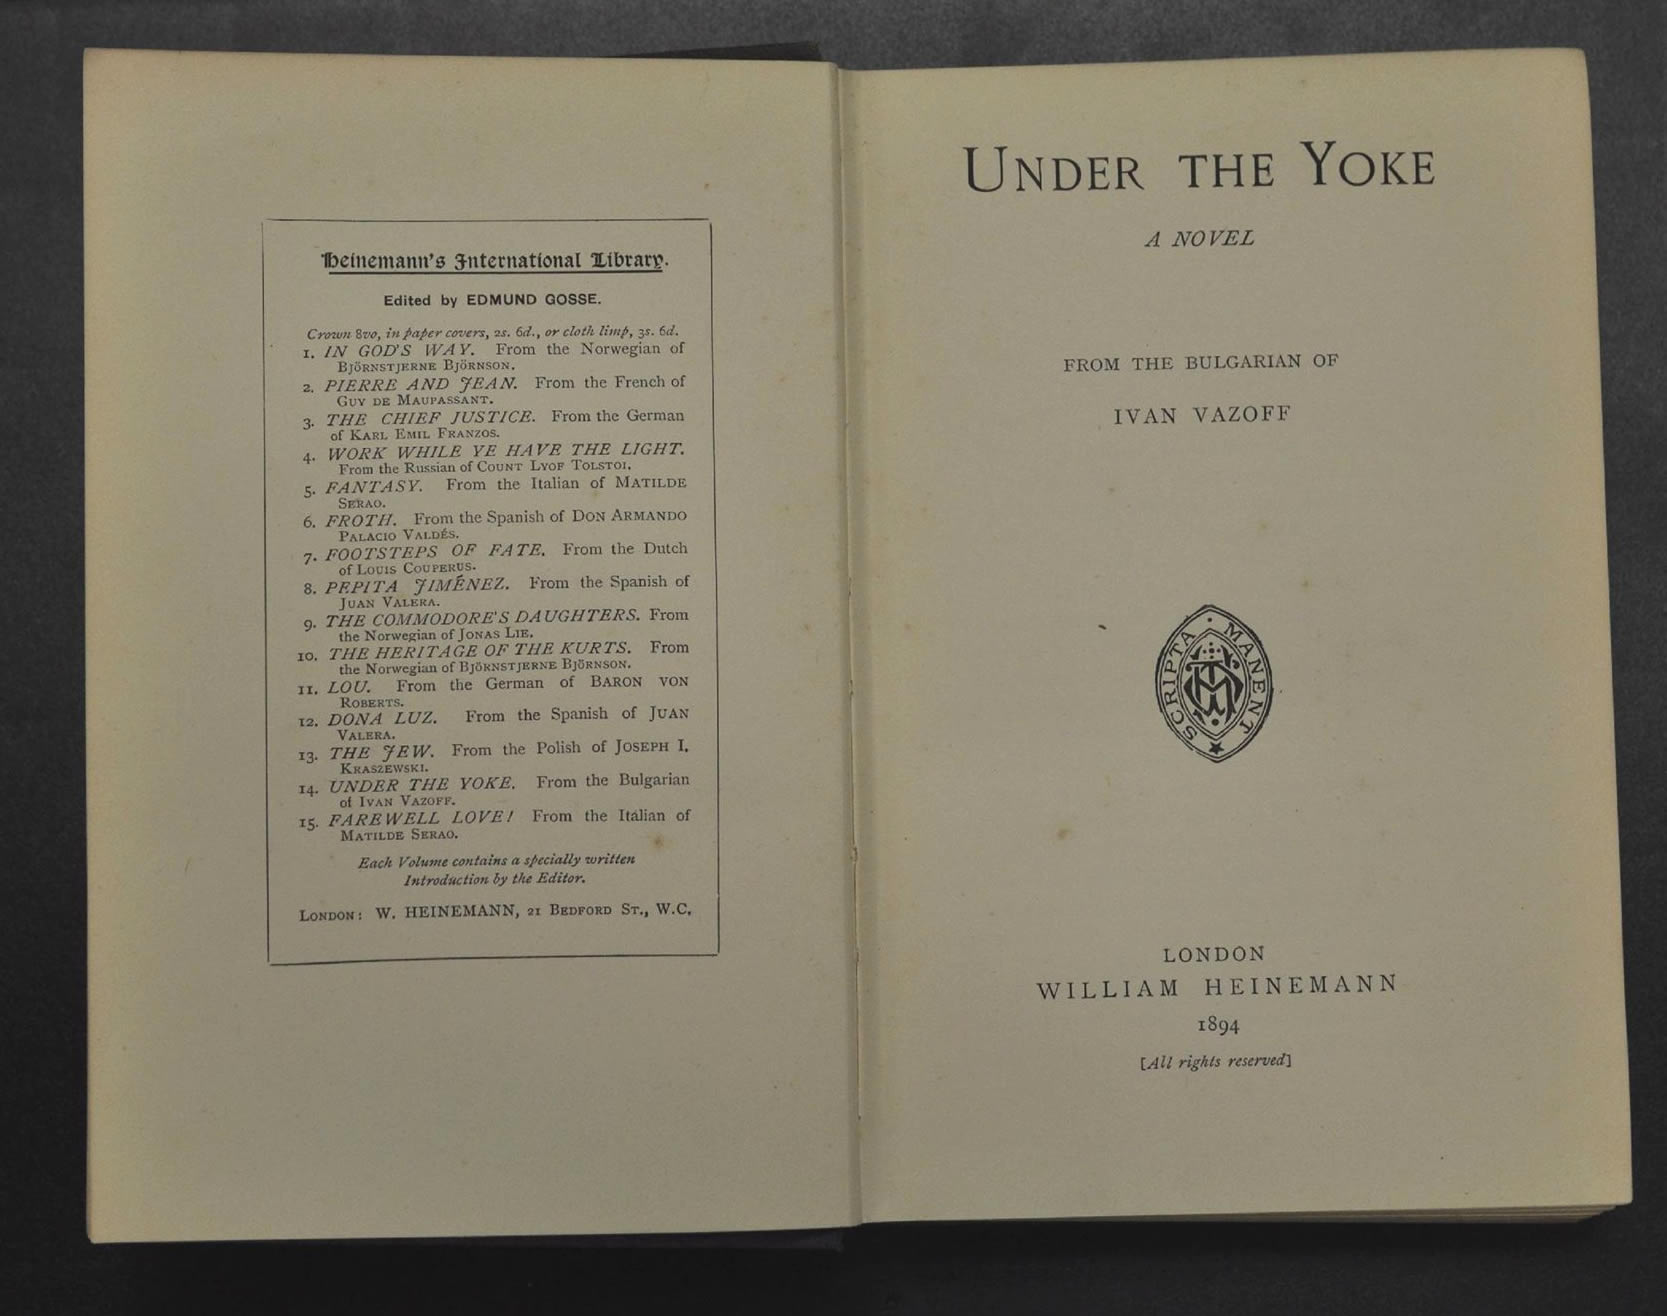 Heinemann's International Library.
Edited by EDMUND GOSSE.
Crown 8vo, in paper covers, 2s. 6d., or cloth limp, 3s. 6d.
1. IN GOD'S WAY. From the Norwegian of
BJÖRNSTJERNE BJÖRNSON.
2. PIERRE AND JEAN. From the French of
GUY DE MAUPASSANT.
3. THE CHIEF JUSTICE. From the German
of KARL EMIL FRANZOS.
4. WORK WHILE YE HAVE THE LIGHT.
From the Russian of COUNT LYOF TOLSTOI.
5. FANTASY. From the Italian of MATILDE
SERAO.
6. FROTH. From the Spanish of DON ARMANDO
PALACIO VALDÉS.
7. FOOTSTEPS OF FATE. From the Dutch
of LOUIS COUPERUS.
8. PEPITA JIMÉNEZ. From the Spanish of
JUAN VALERA.
9. THE COMMODORE'S DAUGHTERS. From
the Norwegian of JONAS LIE.
10. THE HERITAGE OF THE KURTS. From
the Norwegian of BJÖRNSTJERNE BJÖRNSON.
11. LOU. From the German of BARON VON
ROBERTS.
12. DONA LUZ. From the Spanish of JUAN
VALERA.
13. THE JEW. From the Polish of JOSEPH I.
KRASZEWSKI.
14. UNDER THE YOKE. From the Bulgarian
of IVAN VAZOFF.
15. FAREWELL LOVE! From the Italian of
MATILDE SERAO.
Each Volume contains a specially written
Introduction by the Editor.
LONDON: W. HEINEMANN, 21 BEDFORD ST., W.C.
UNDER THE YOKE
A NOVEL
FROM THE BULGARIAN OF
IVAN VAZOFF
SCRIPTA MANENT
LONDON
WILLIAM HEINEMANN
1894
[All rights reserved]